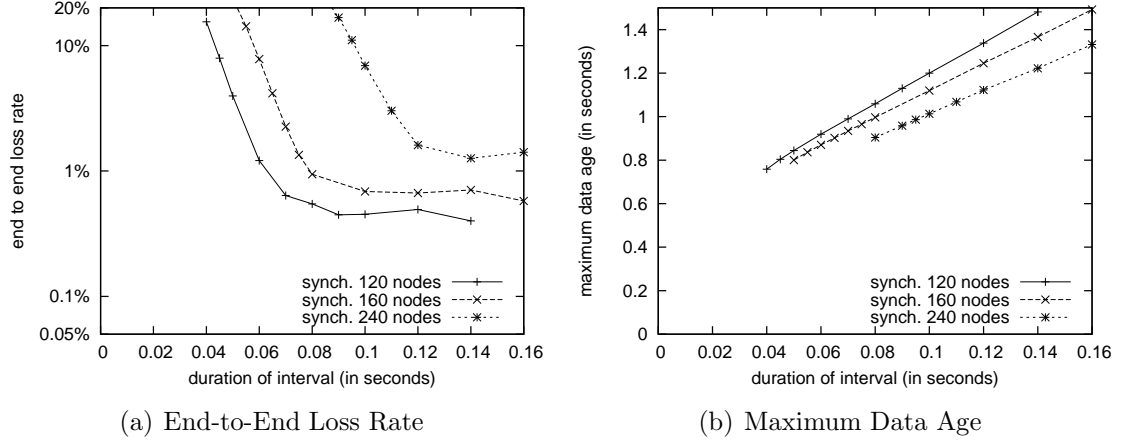 20%
10%
1%
0.1%
0.05%
end to end loss rate
synch. 120 nodes
synch. 160 nodes
synch. 240 nodes
0 0.02 0.04 0.06 0.08 0.1 0.12 0.14 0.16
duration of interval (in seconds)
(a) End-to-End Loss Rate
1.4
1.2
1
0.8
0.6
0.4
0.2
0
maximum data age (in seconds)
synch. 120 nodes
synch. 160 nodes
synch. 240 nodes
0 0.02 0.04 0.06 0.08 0.1 0.12 0.14 0.16
duration of interval (in seconds)
(b) Maximum Data Age